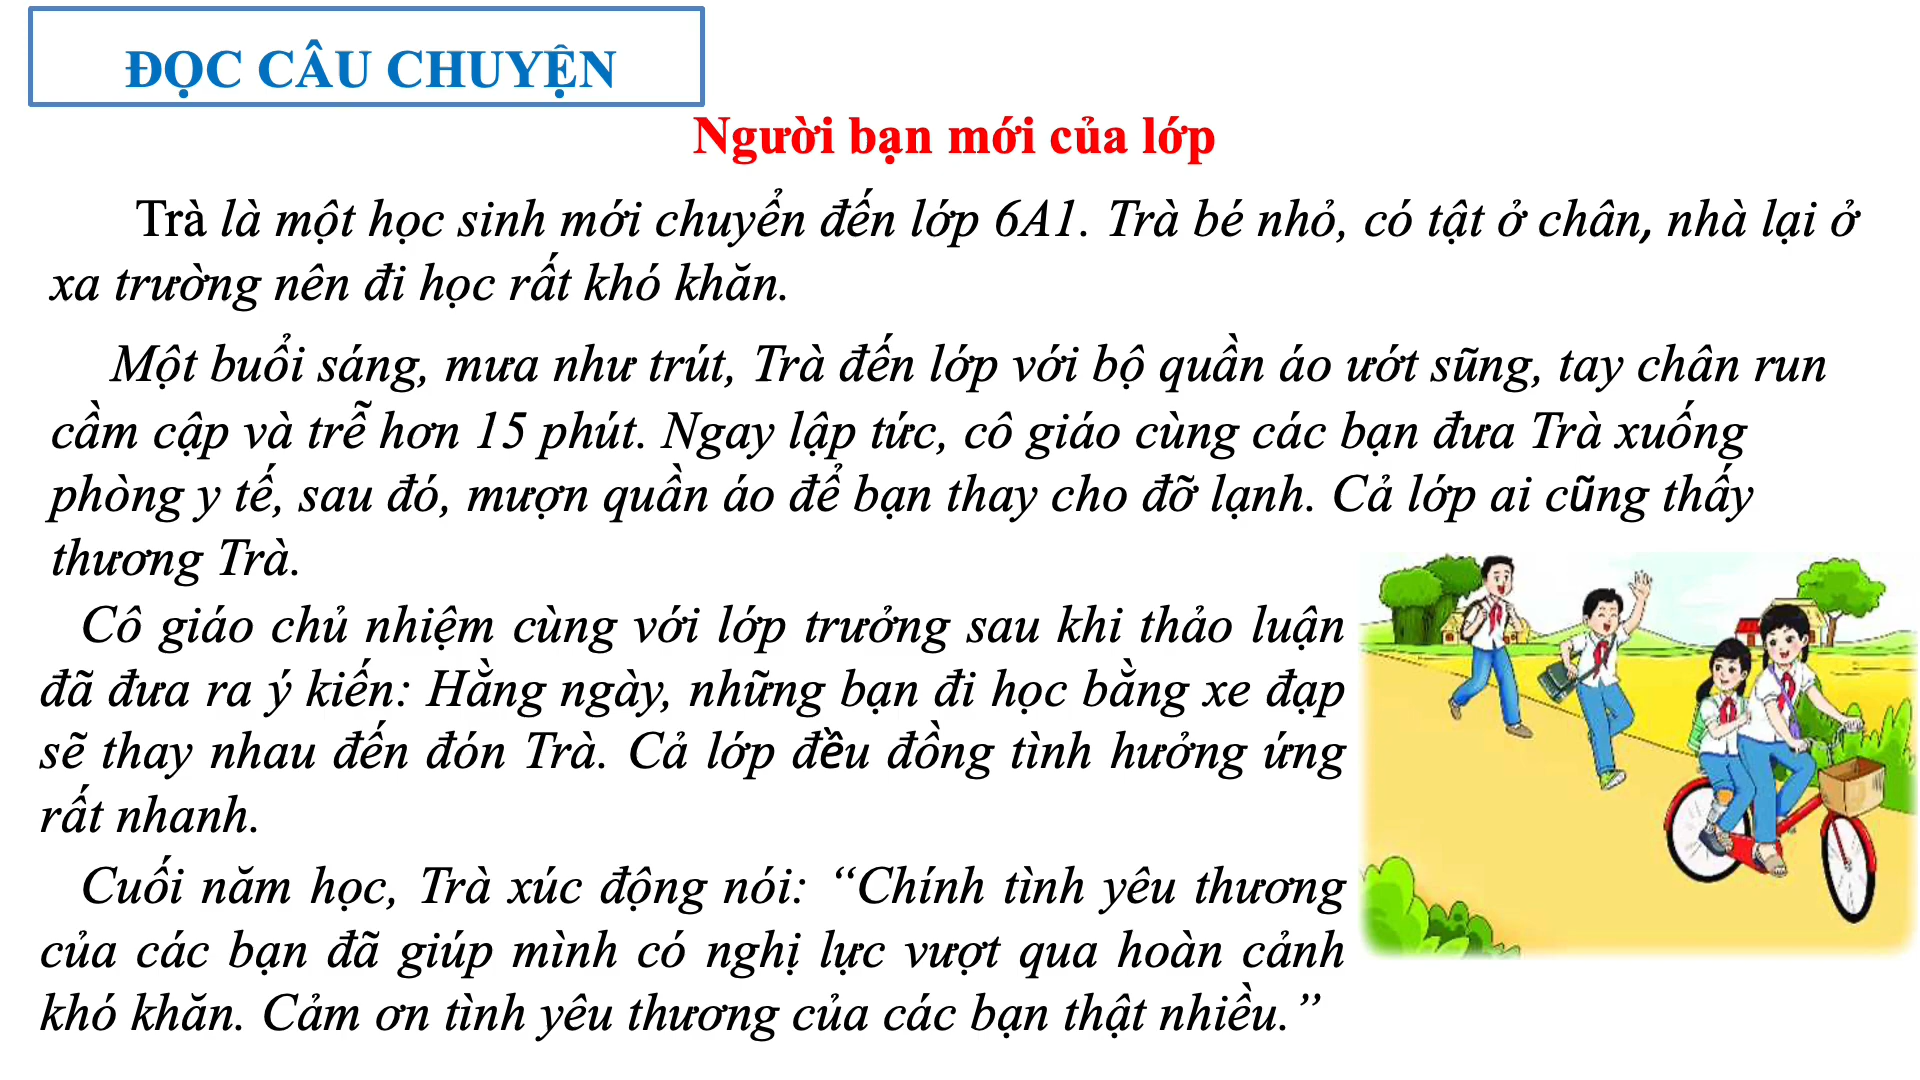 ĐỌC CÂU CHUYỆN
Người bạn mới của lớp
Trà là một học sinh mới chuyển đến lớp 6A1. Trà bé nhỏ, có tật ở chân, nhà lại ở
xa trường nên đi học rất khó khăn.
Một buổi sáng, mưa như trút, Trà đến lớp với bộ quần áo ướt sũng, tay chân run
cầm cập và trễ hơn 15 phút. Ngay lập tức, cô giáo cùng các bạn đưa Trà xuống
phòng y tế, sau đó, mượn quần áo để bạn thay cho đỡ lạnh. Cả lớp ai cũng thấy
thương Trà.
Cô giáo chủ nhiệm cùng với lớp trưởng sau khi thảo luận
đã đưa ra ý kiến: Hằng ngày, những bạn đi học bằng xe đạp
sẽ thay nhau đến đón Trà. Cả lớp đều đồng tình hưởng ứng
rất nhanh.
Cuối năm học, Trà xúc động nói: “Chính tình yêu thương
của các bạn đã giúp mình có nghị lực vượt qua hoàn cảnh
khó khăn. Cảm ơn tình yêu thương của các bạn thật nhiều.”